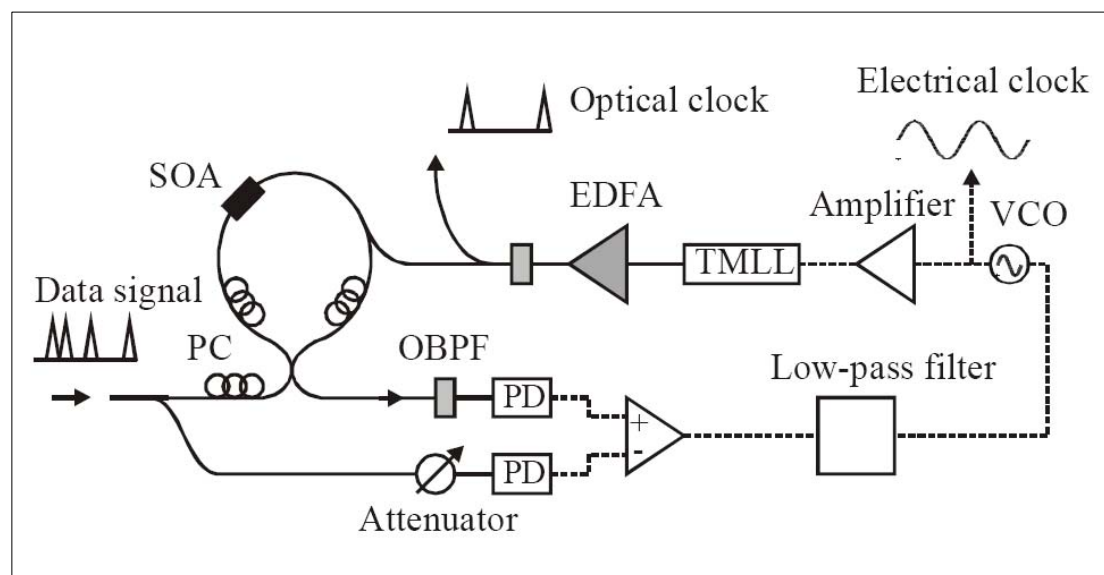 Electrical clock
Optical clock
SOA
EDFA
Amplifier
VCO
TMLL
Data signal
PC
OBPF
Low-pass filter
PD
+
-
PD
Attenuator